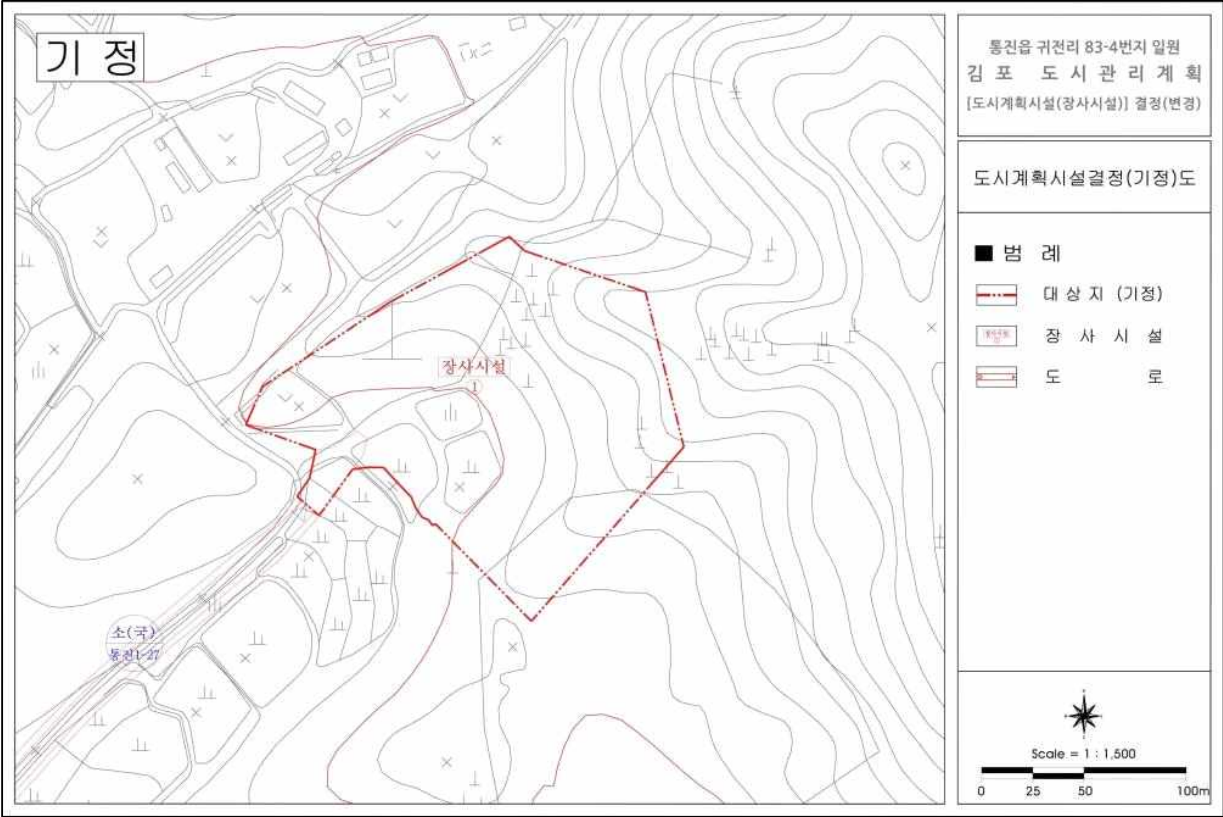 기 정
통진읍 귀전리 83-4번지 일원
김 포 도 시 관 리 계 획
[도시계획시설(장사시설)] 결정(변경)
도시계획시설결정(기정)도
■ 범 례
대 상 지 (기정)
장 사 시 설
도 로
장사시설
1
소(국)
통진1-27
Scale = 1 : 1,500
0 25 50 100m